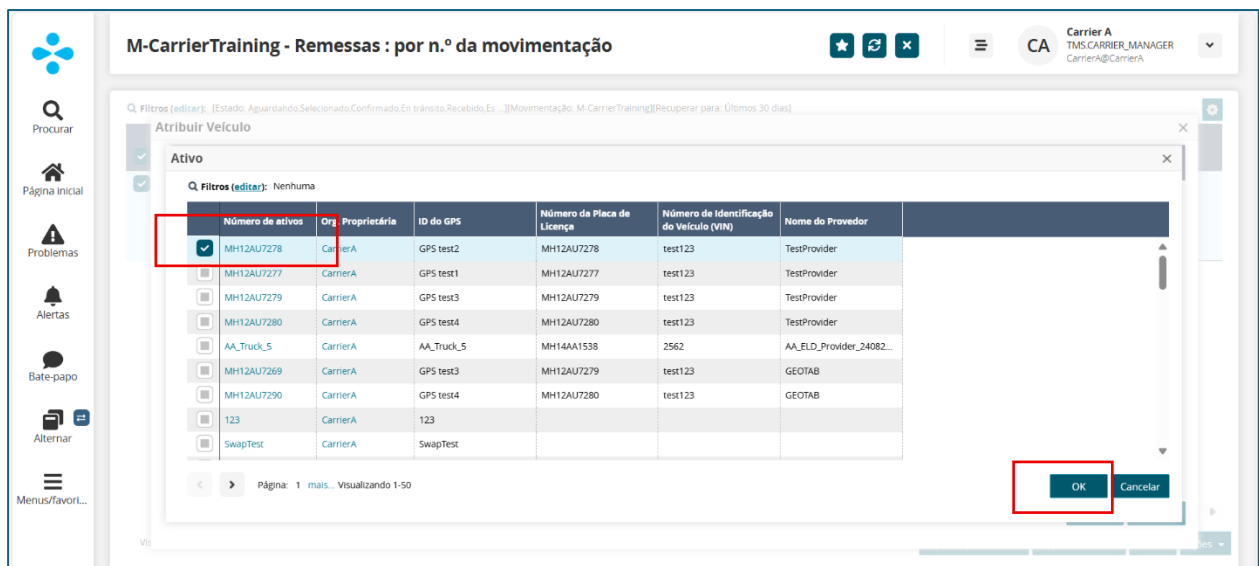 M-CarrierTraining - Remessas : por n.º da movimentação
CA
Carrier A
TMS.CARRIER_MANAGER
CarrierA@CarrierA
Procurar
Página inicial
Problemas
Alertas
Bate-papo
Alternar
Menus/favori...
Filtros (editar): [Estado: Aguardando,Selecionado,Confirmado,En trânsito,Recebido,Es ...][Movimentação: M-CarrierTraining][Recuperar para: Últimos 30 dias]
Atribuir Veículo
Ativo
Filtros (editar): Nenhuma
Número de ativos Org. Proprietária ID do GPS Número da Placa de Licença Número de Identificação do Veículo (VIN) Nome do Provedor
MH12AU7278 CarrierA GPS test2 MH12AU7278 test123 TestProvider
MH12AU7277 CarrierA GPS test1 MH12AU7277 test123 TestProvider
MH12AU7279 CarrierA GPS test3 MH12AU7279 test123 TestProvider
MH12AU7280 CarrierA GPS test4 MH12AU7280 test123 TestProvider
AA_Truck_5 CarrierA AA_Truck_5 MH14AA1538 2562 AA_ELD_Provider_24082...
MH12AU7269 CarrierA GPS test3 MH12AU7279 test123 GEOTAB
MH12AU7290 CarrierA GPS test4 MH12AU7280 test123 GEOTAB
123 CarrierA 123
SwapTest CarrierA SwapTest
Página: 1 mais... Visualizando 1-50
OK Cancelar